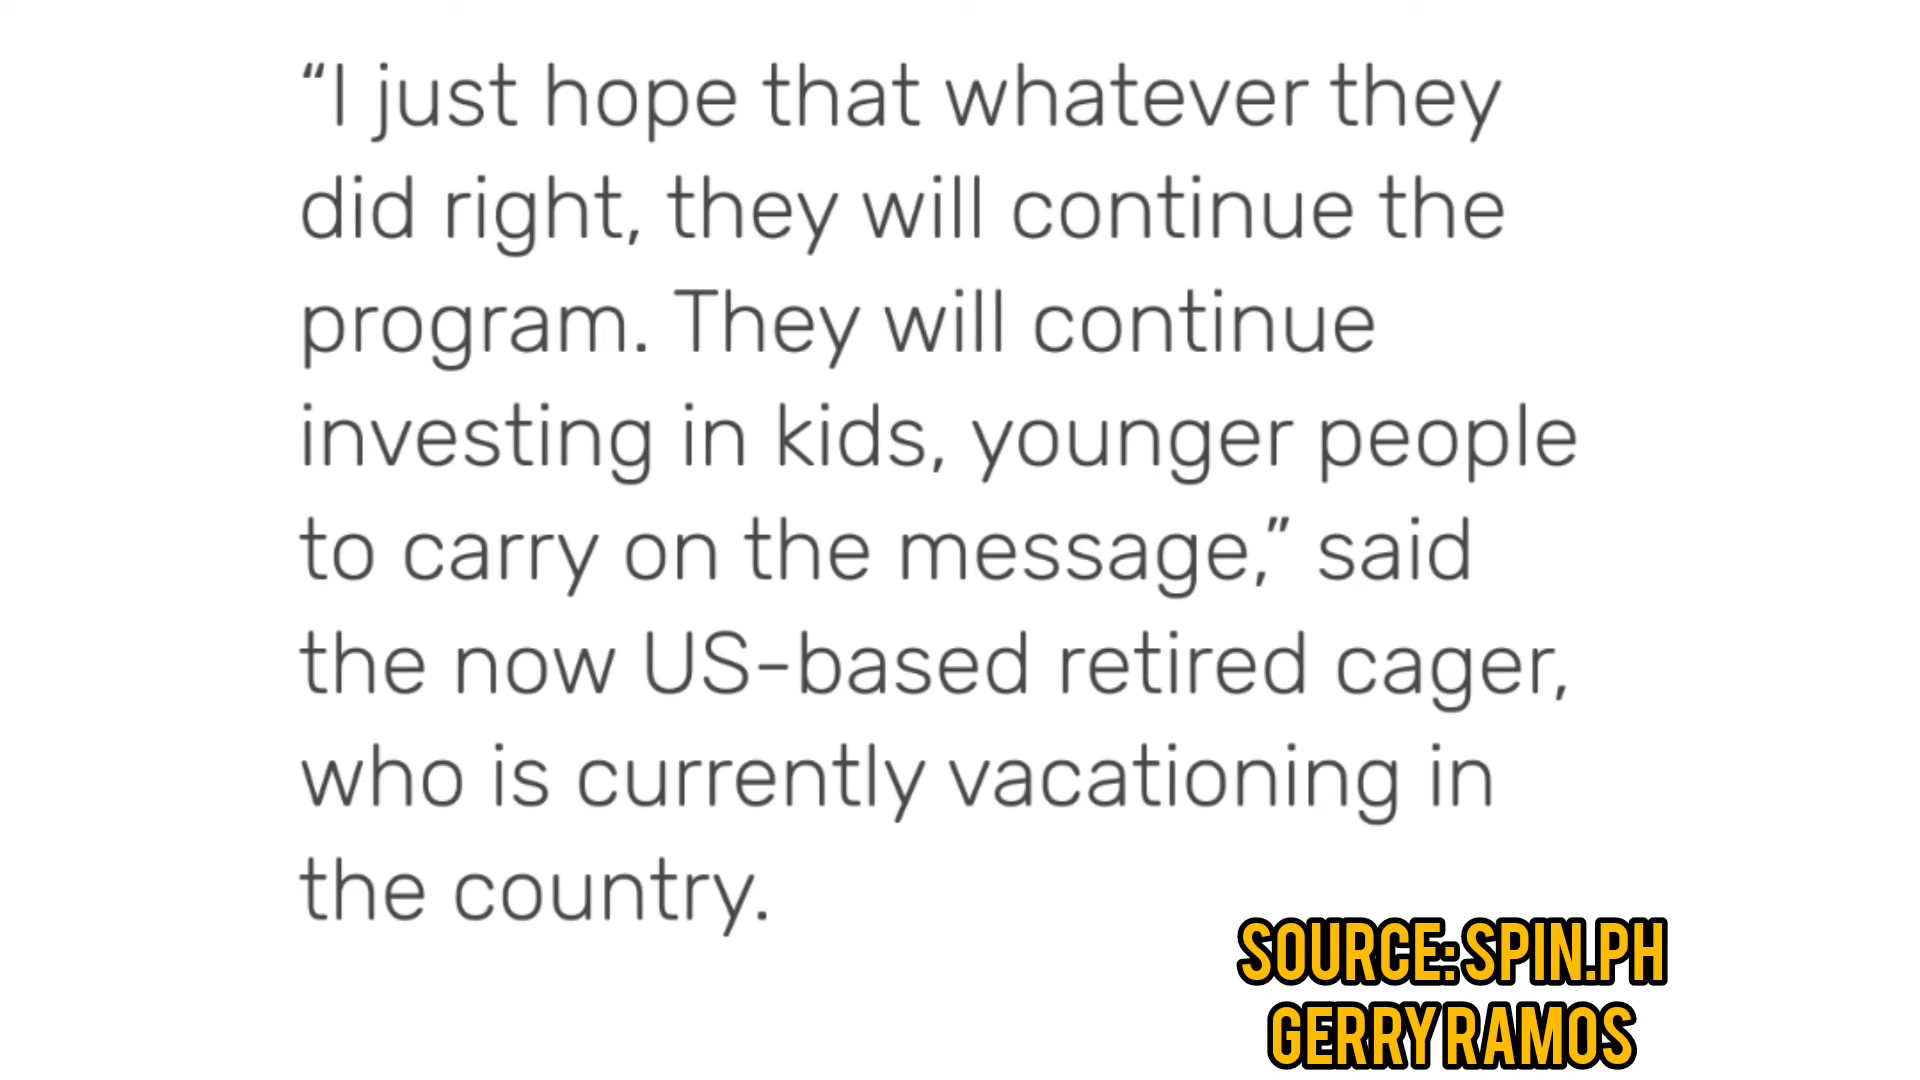 “I just hope that whatever they
did right, they will continue the
program. They will continue
investing in kids, younger people
to carry on the message,” said
the now US-based retired cager,
who is currently vacationing in
the country.
SOURCE: SPIN.PH
GERRY RAMOS